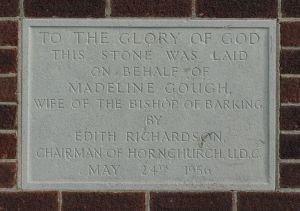 TO THE GLORY OF GOD
THIS STONE WAS LAID
ON BEHALF OF
MADELINE GOUGH,
WIFE OF THE BISHOP OF BARKING,
BY
EDITH RICHARDSON,
CHAIRMAN OF HORNCHURCH U.D.C.
MAY 24TH 1956